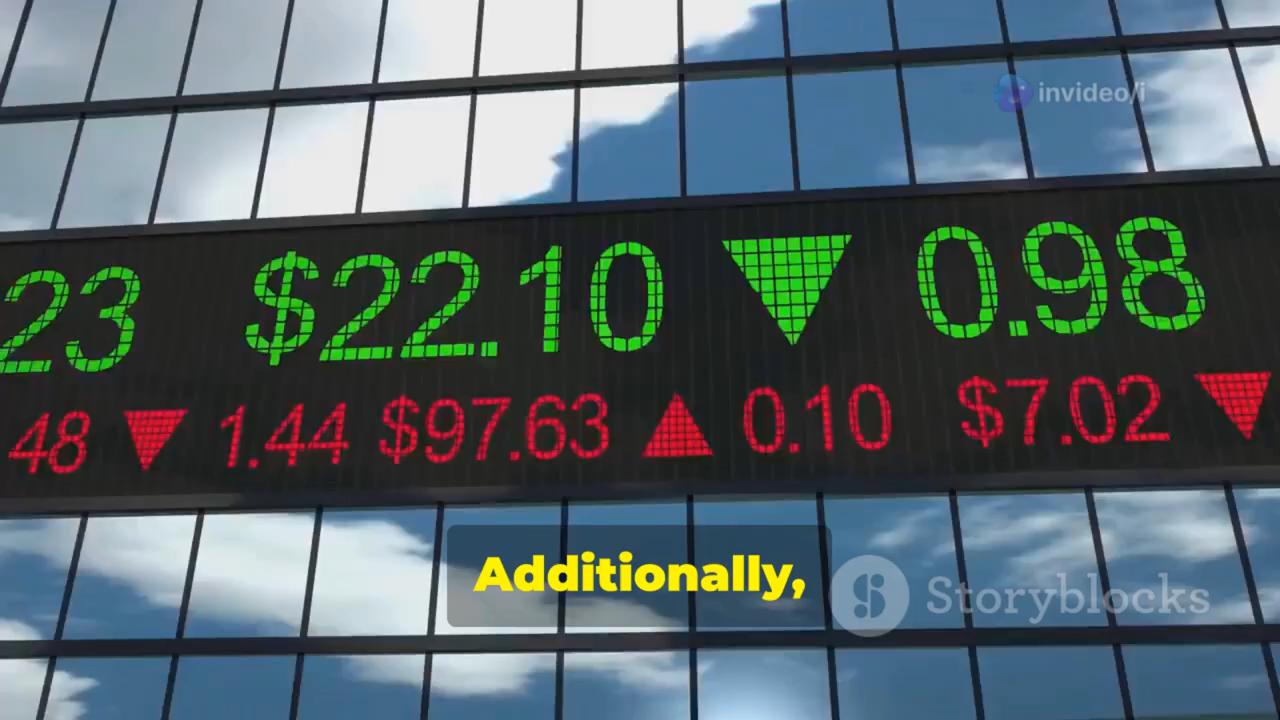 invideo/i
23 $22.10 ▼ 0.98
48 ▼ 1.44 $97.63 ▲ 0.10 $7.02 ▼
Additionally,
Storyblocks